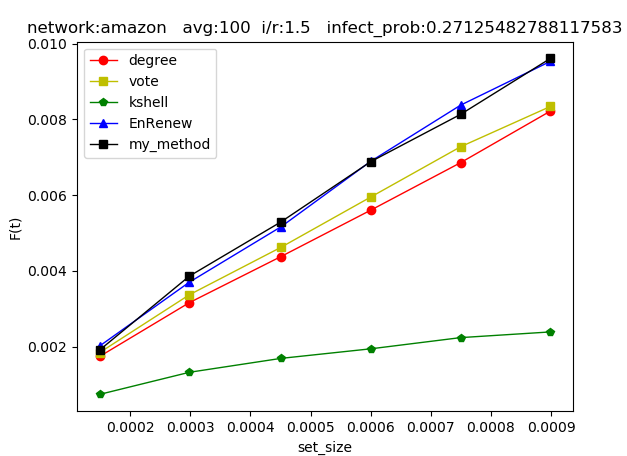 network:amazon   avg:100  i/r:1.5   infect_prob:0.27125482788117583
0.010
0.008
0.006
0.004
0.002
F(t)
degree
vote
kshell
EnRenew
my_method
0.0002 0.0003 0.0004 0.0005 0.0006 0.0007 0.0008 0.0009
set_size